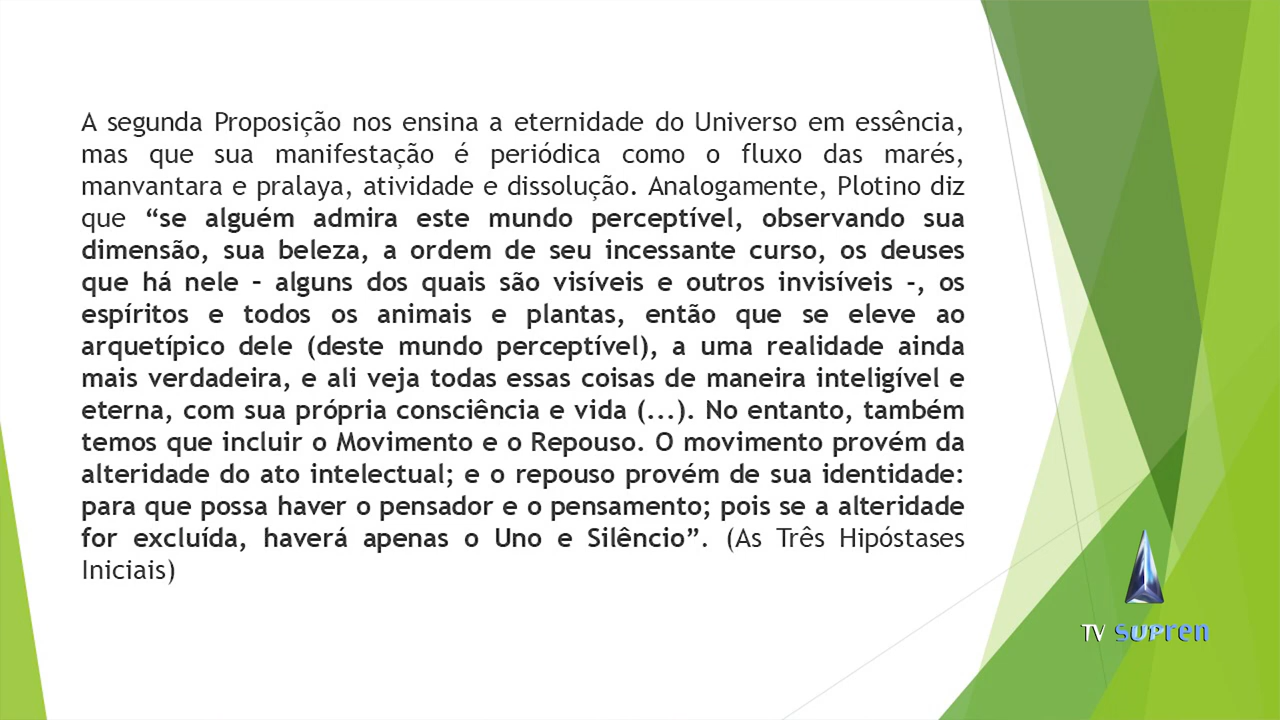 A segunda Proposição nos ensina a eternidade do Universo em essência,
mas que sua manifestação é periódica como o fluxo das marés,
manvantara e pralaya, atividade e dissolução. Analogamente, Plotino diz
que “se alguém admira este mundo perceptível, observando sua
dimensão, sua beleza, a ordem de seu incessante curso, os deuses
que há nele – alguns dos quais são visíveis e outros invisíveis -, os
espíritos e todos os animais e plantas, então que se eleve ao
arquetípico dele (deste mundo perceptível), a uma realidade ainda
mais verdadeira, e ali veja todas essas coisas de maneira inteligível e
eterna, com sua própria consciência e vida (...). No entanto, também
temos que incluir o Movimento e o Repouso. O movimento provém da
alteridade do ato intelectual; e o repouso provém de sua identidade:
para que possa haver o pensador e o pensamento; pois se a alteridade
for excluída, haverá apenas o Uno e Silêncio”. (As Três Hipóstases
Iniciais)
TV SUPren